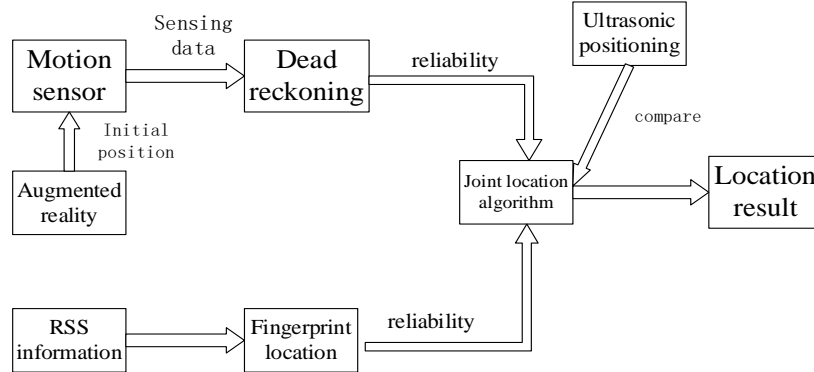 Motion
sensor
Sensing
data
Dead
reckoning
reliability
Ultrasonic
positioning
compare
Initial
position
Augmented
reality
Joint location
algorithm
Location
result
RSS
information
Fingerprint
location
reliability